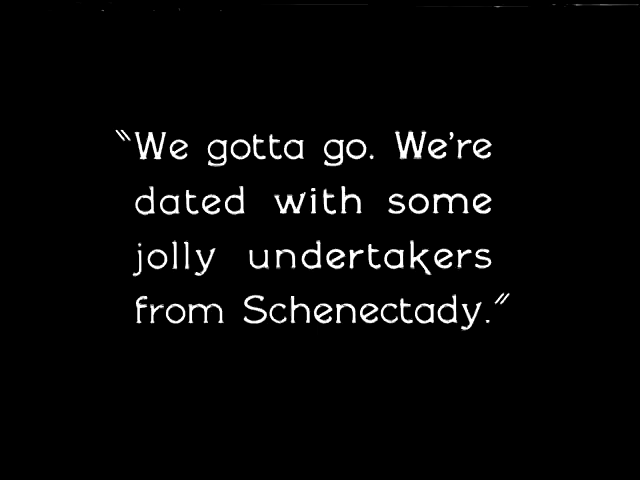 "We gotta go. We're
dated with some
jolly undertakers
from Schenectady."